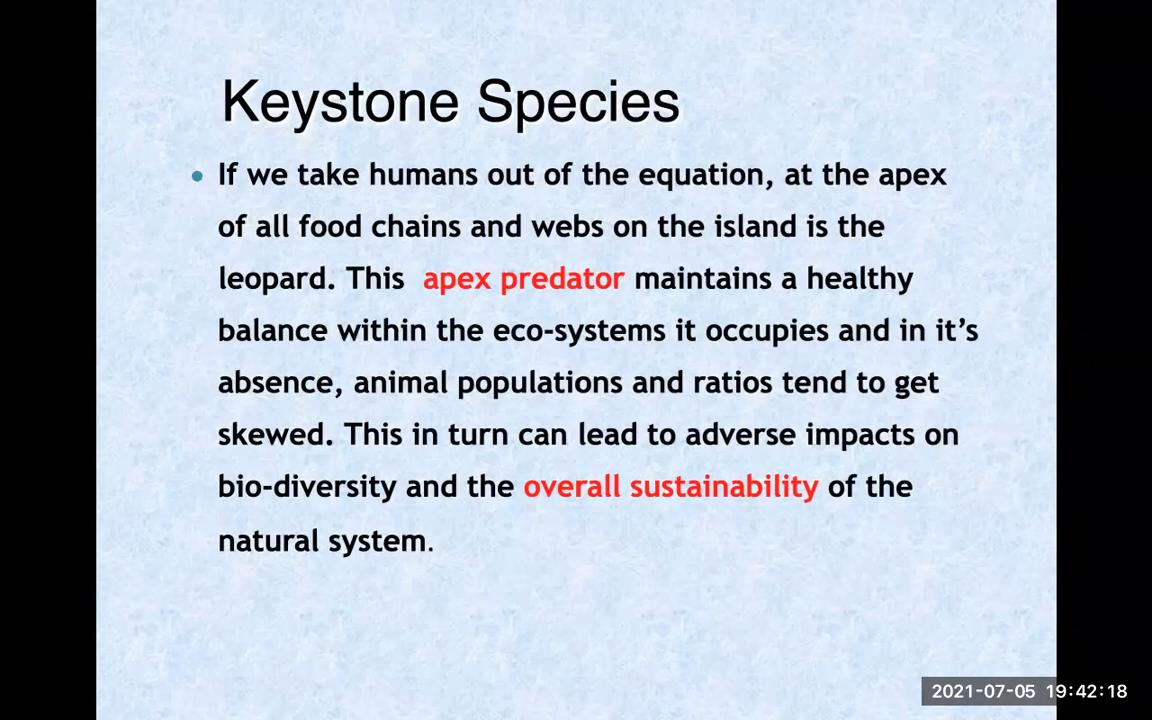 Keystone Species
• If we take humans out of the equation, at the apex
of all food chains and webs on the island is the
leopard. This apex predator maintains a healthy
balance within the eco-systems it occupies and in it’s
absence, animal populations and ratios tend to get
skewed. This in turn can lead to adverse impacts on
bio-diversity and the overall sustainability of the
natural system.
2021-07-05 19:42:18